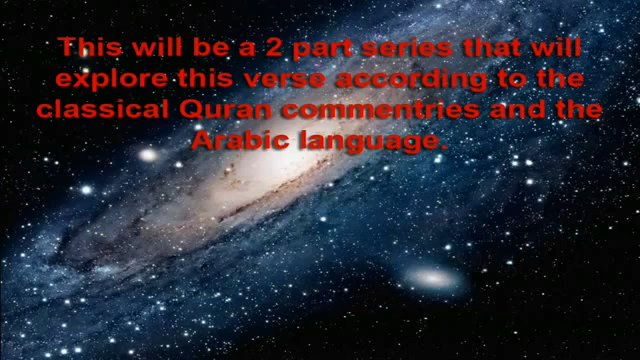 This will be a 2 part series that will
explore this verse according to the
classical Quran commentries and the
Arabic language.